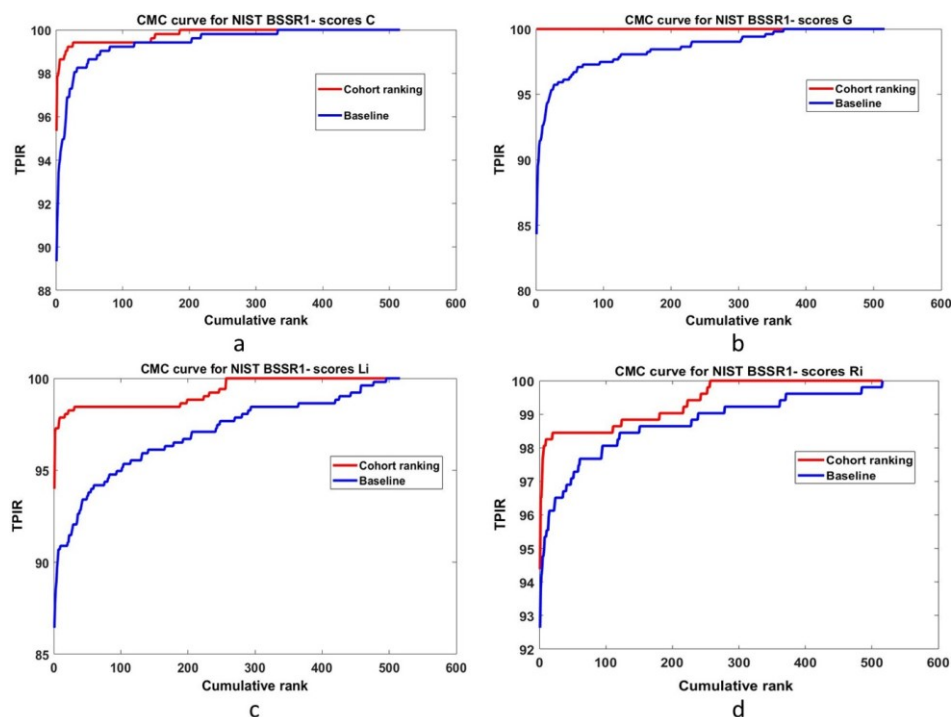 CMC curve for NIST BSSR1- scores C
100
98
96
94
92
90
88
TPIR
Cohort ranking
Baseline
0 100 200 300 400 500 600
Cumulative rank
a
CMC curve for NIST BSSR1- scores G
100
95
90
85
80
TPIR
Cohort ranking
Baseline
0 100 200 300 400 500 600
Cumulative rank
b
CMC curve for NIST BSSR1- scores Li
100
95
90
85
TPIR
Cohort ranking
Baseline
0 100 200 300 400 500 600
Cumulative rank
c
CMC curve for NIST BSSR1- scores Ri
100
99
98
97
96
95
94
93
92
TPIR
Cohort ranking
Baseline
0 100 200 300 400 500 600
Cumulative rank
d